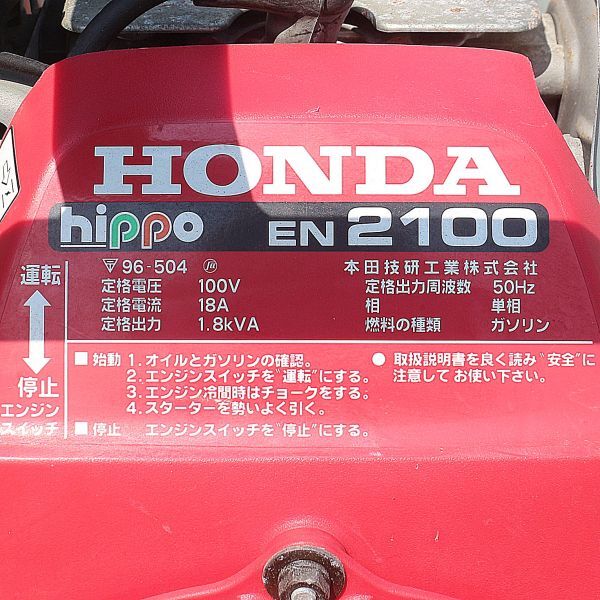 HONDA
hippo EN 2100
96-504 本田技研工業株式会社
定格電圧 100V 定格出力周波数 50Hz
定格電流 18A 相 単相
定格出力 1.8kVA 燃料の種類 ガソリン
運転
停止
エンジン
スイッチ
■ 始動 1. オイルとガソリンの確認。
2. エンジンスイッチを"運転"にする。
3. エンジン冷間時はチョークをする。
4. スターターを勢いよく引く。
■ 停止 エンジンスイッチを"停止"にする。
● 取扱説明書を良く読み"安全"に
注意して お使い下さい。